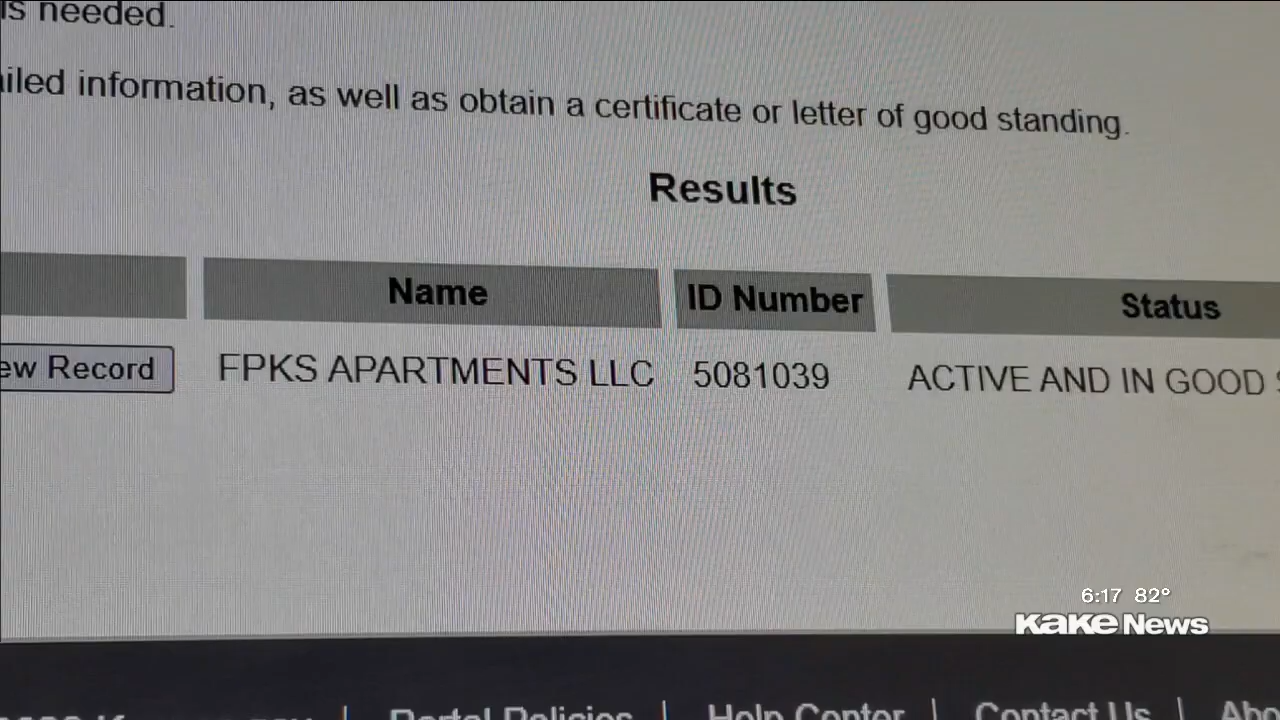 is needed.
ailed information, as well as obtain a certificate or letter of good standing.
Results
Name ID Number Status
ew Record FPKS APARTMENTS LLC 5081039 ACTIVE AND IN GOOD
6:17 82°
KAKE News
Portal Policies | Help Center | Contact Us |